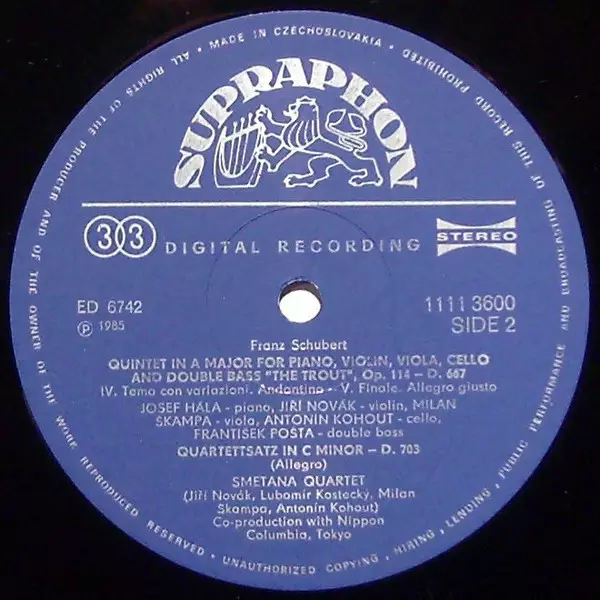 MADE IN CZECHOSLOVAKIA • ALL RIGHTS OF THE PRODUCER AND OF THE OWNER OF THE WORK REPRODUCED RESERVED • UNAUTHORIZED COPYING, HIRING, LENDING, PUBLIC PERFORMANCE AND BROADCASTING OF THIS RECORD PROHIBITED •
SUPRAPHON
33 DIGITAL RECORDING STEREO
ED 6742 1111 3600
℗ 1985 SIDE 2
Franz Schubert
QUINTET IN A MAJOR FOR PIANO, VIOLIN, VIOLA, CELLO
AND DOUBLE BASS "THE TROUT", Op. 114 – D. 667
IV. Tema con variazioni. Andantino – V. Finale. Allegro giusto
JOSEF HÁLA - piano, JIŘÍ NOVÁK - violin, MILAN
ŠKAMPA - viola, ANTONÍN KOHOUT - cello,
FRANTIŠEK POŠTA - double bass
QUARTETTSATZ IN C MINOR – D. 703
(Allegro)
SMETANA QUARTET
(Jiří Novák, Lubomír Kostecký, Milan
Škampa, Antonín Kohout)
Co-production with Nippon
Columbia, Tokyo